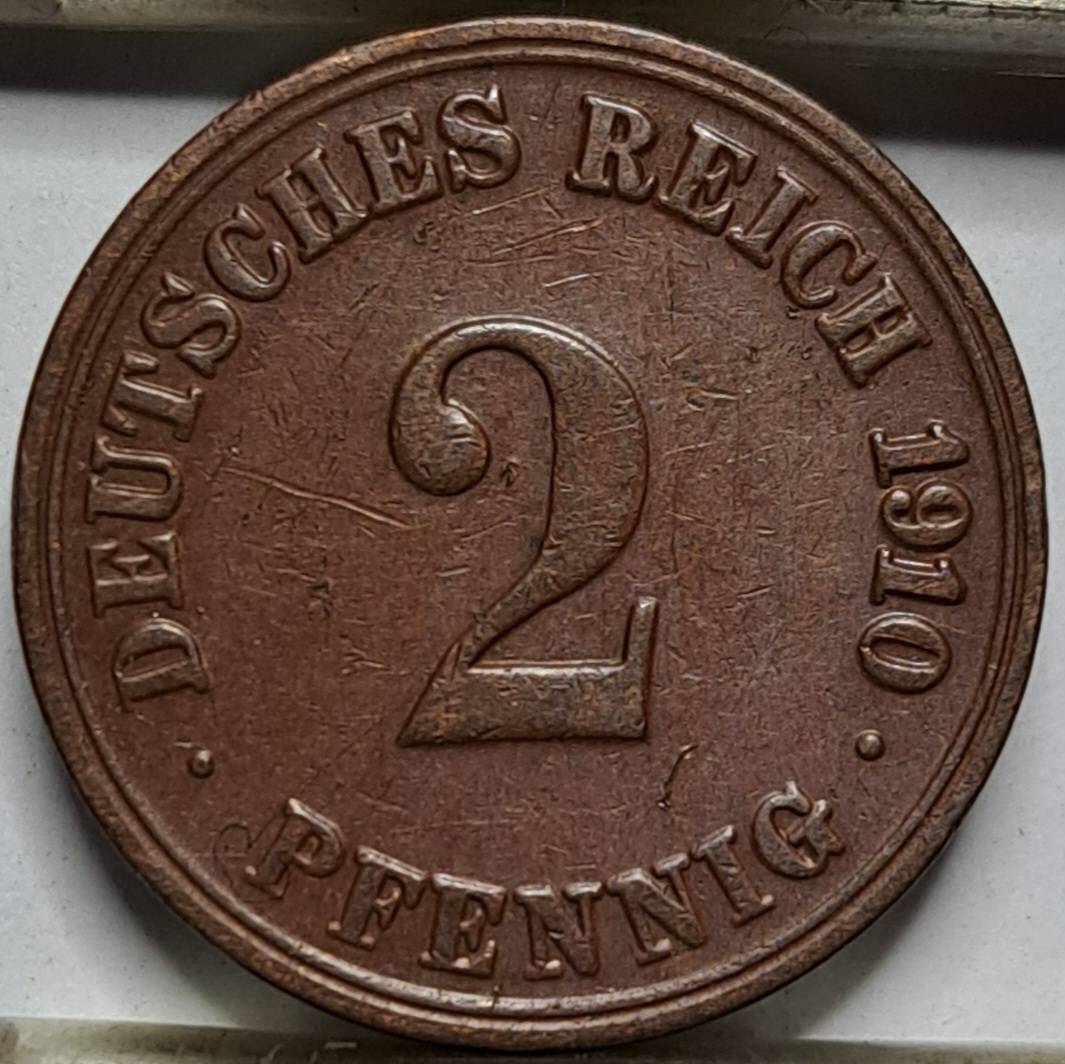 DEUTSCHES REICH 1910
2
· PFENNIG ·